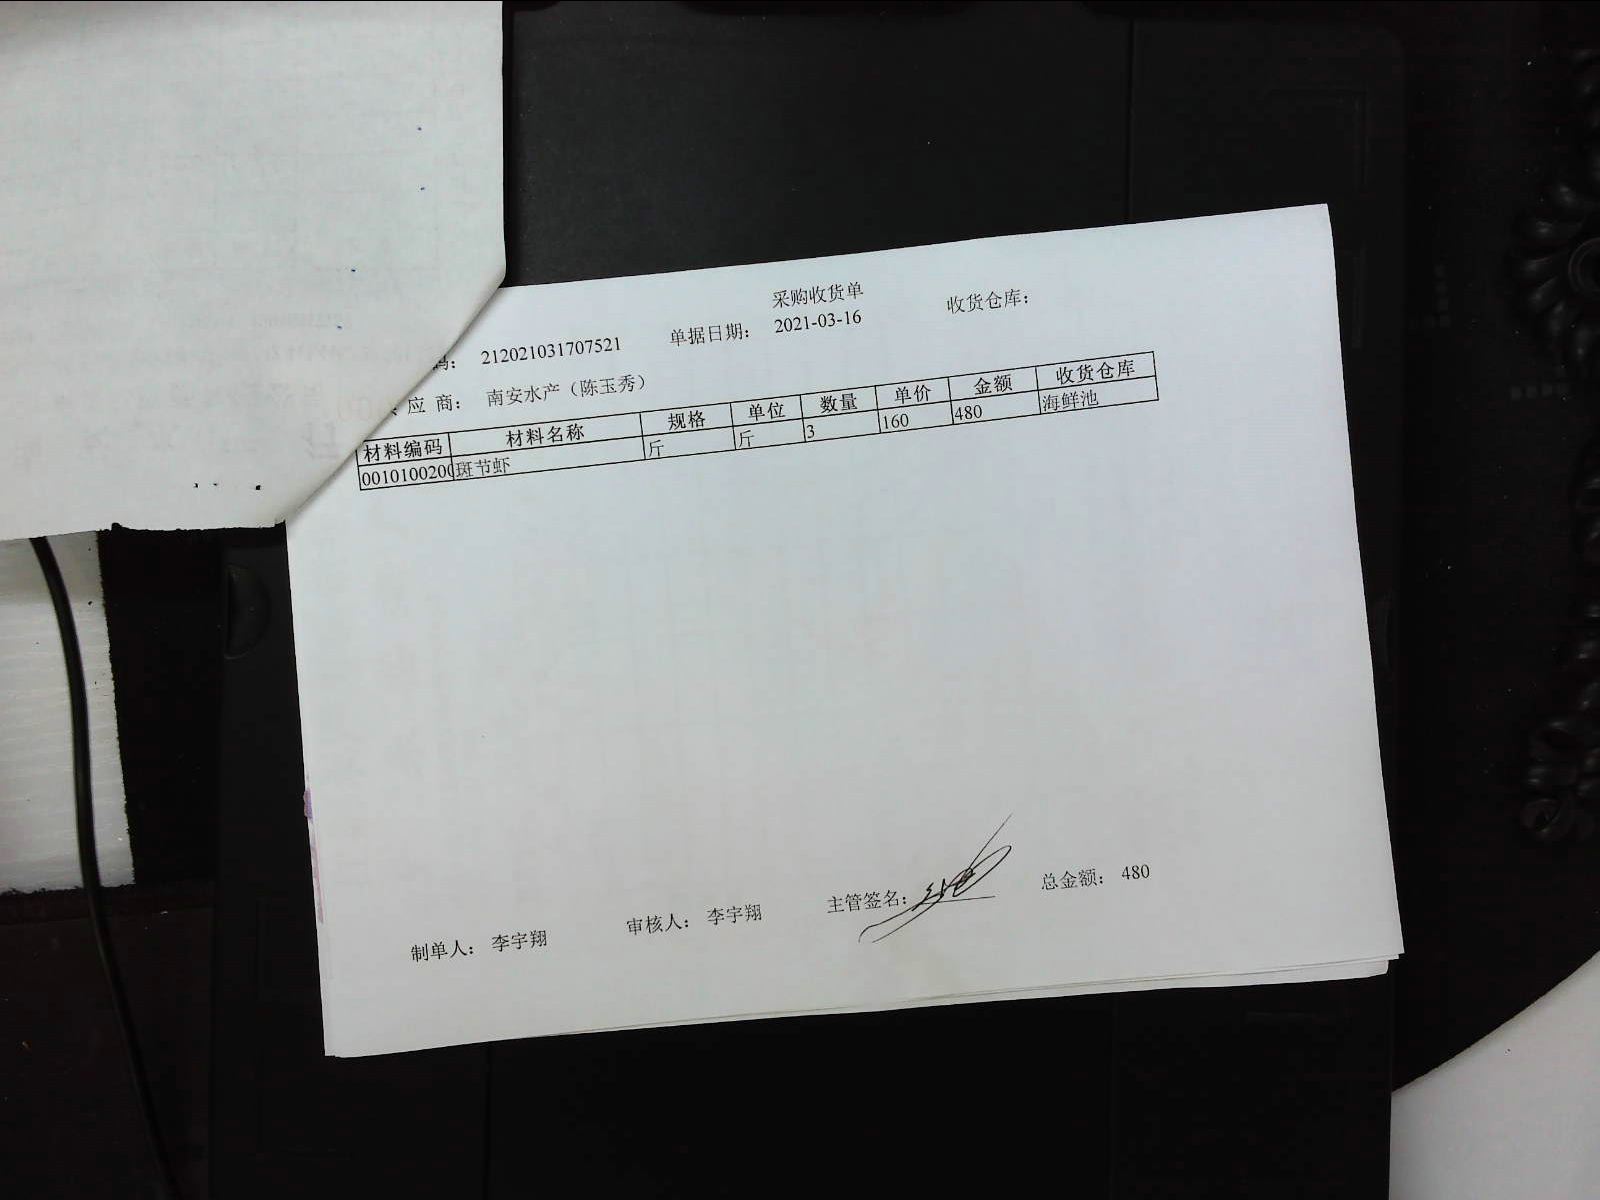 采购收货单
码: 212021031707521 单据日期: 2021-03-16 收货仓库:
应 商: 南安水产（陈玉秀）
材料编码 材料名称 规格 单位 数量 单价 金额 收货仓库
0010100200 斑节虾 斤 斤 3 160 480 海鲜池
制单人: 李宇翔 审核人: 李宇翔 主管签名: 总金额: 480